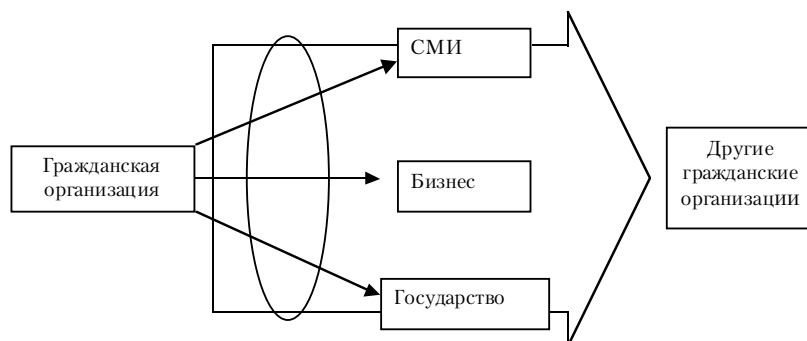 СМИ
Гражданская
организация
Бизнес
Государство
Другие
гражданские
организации